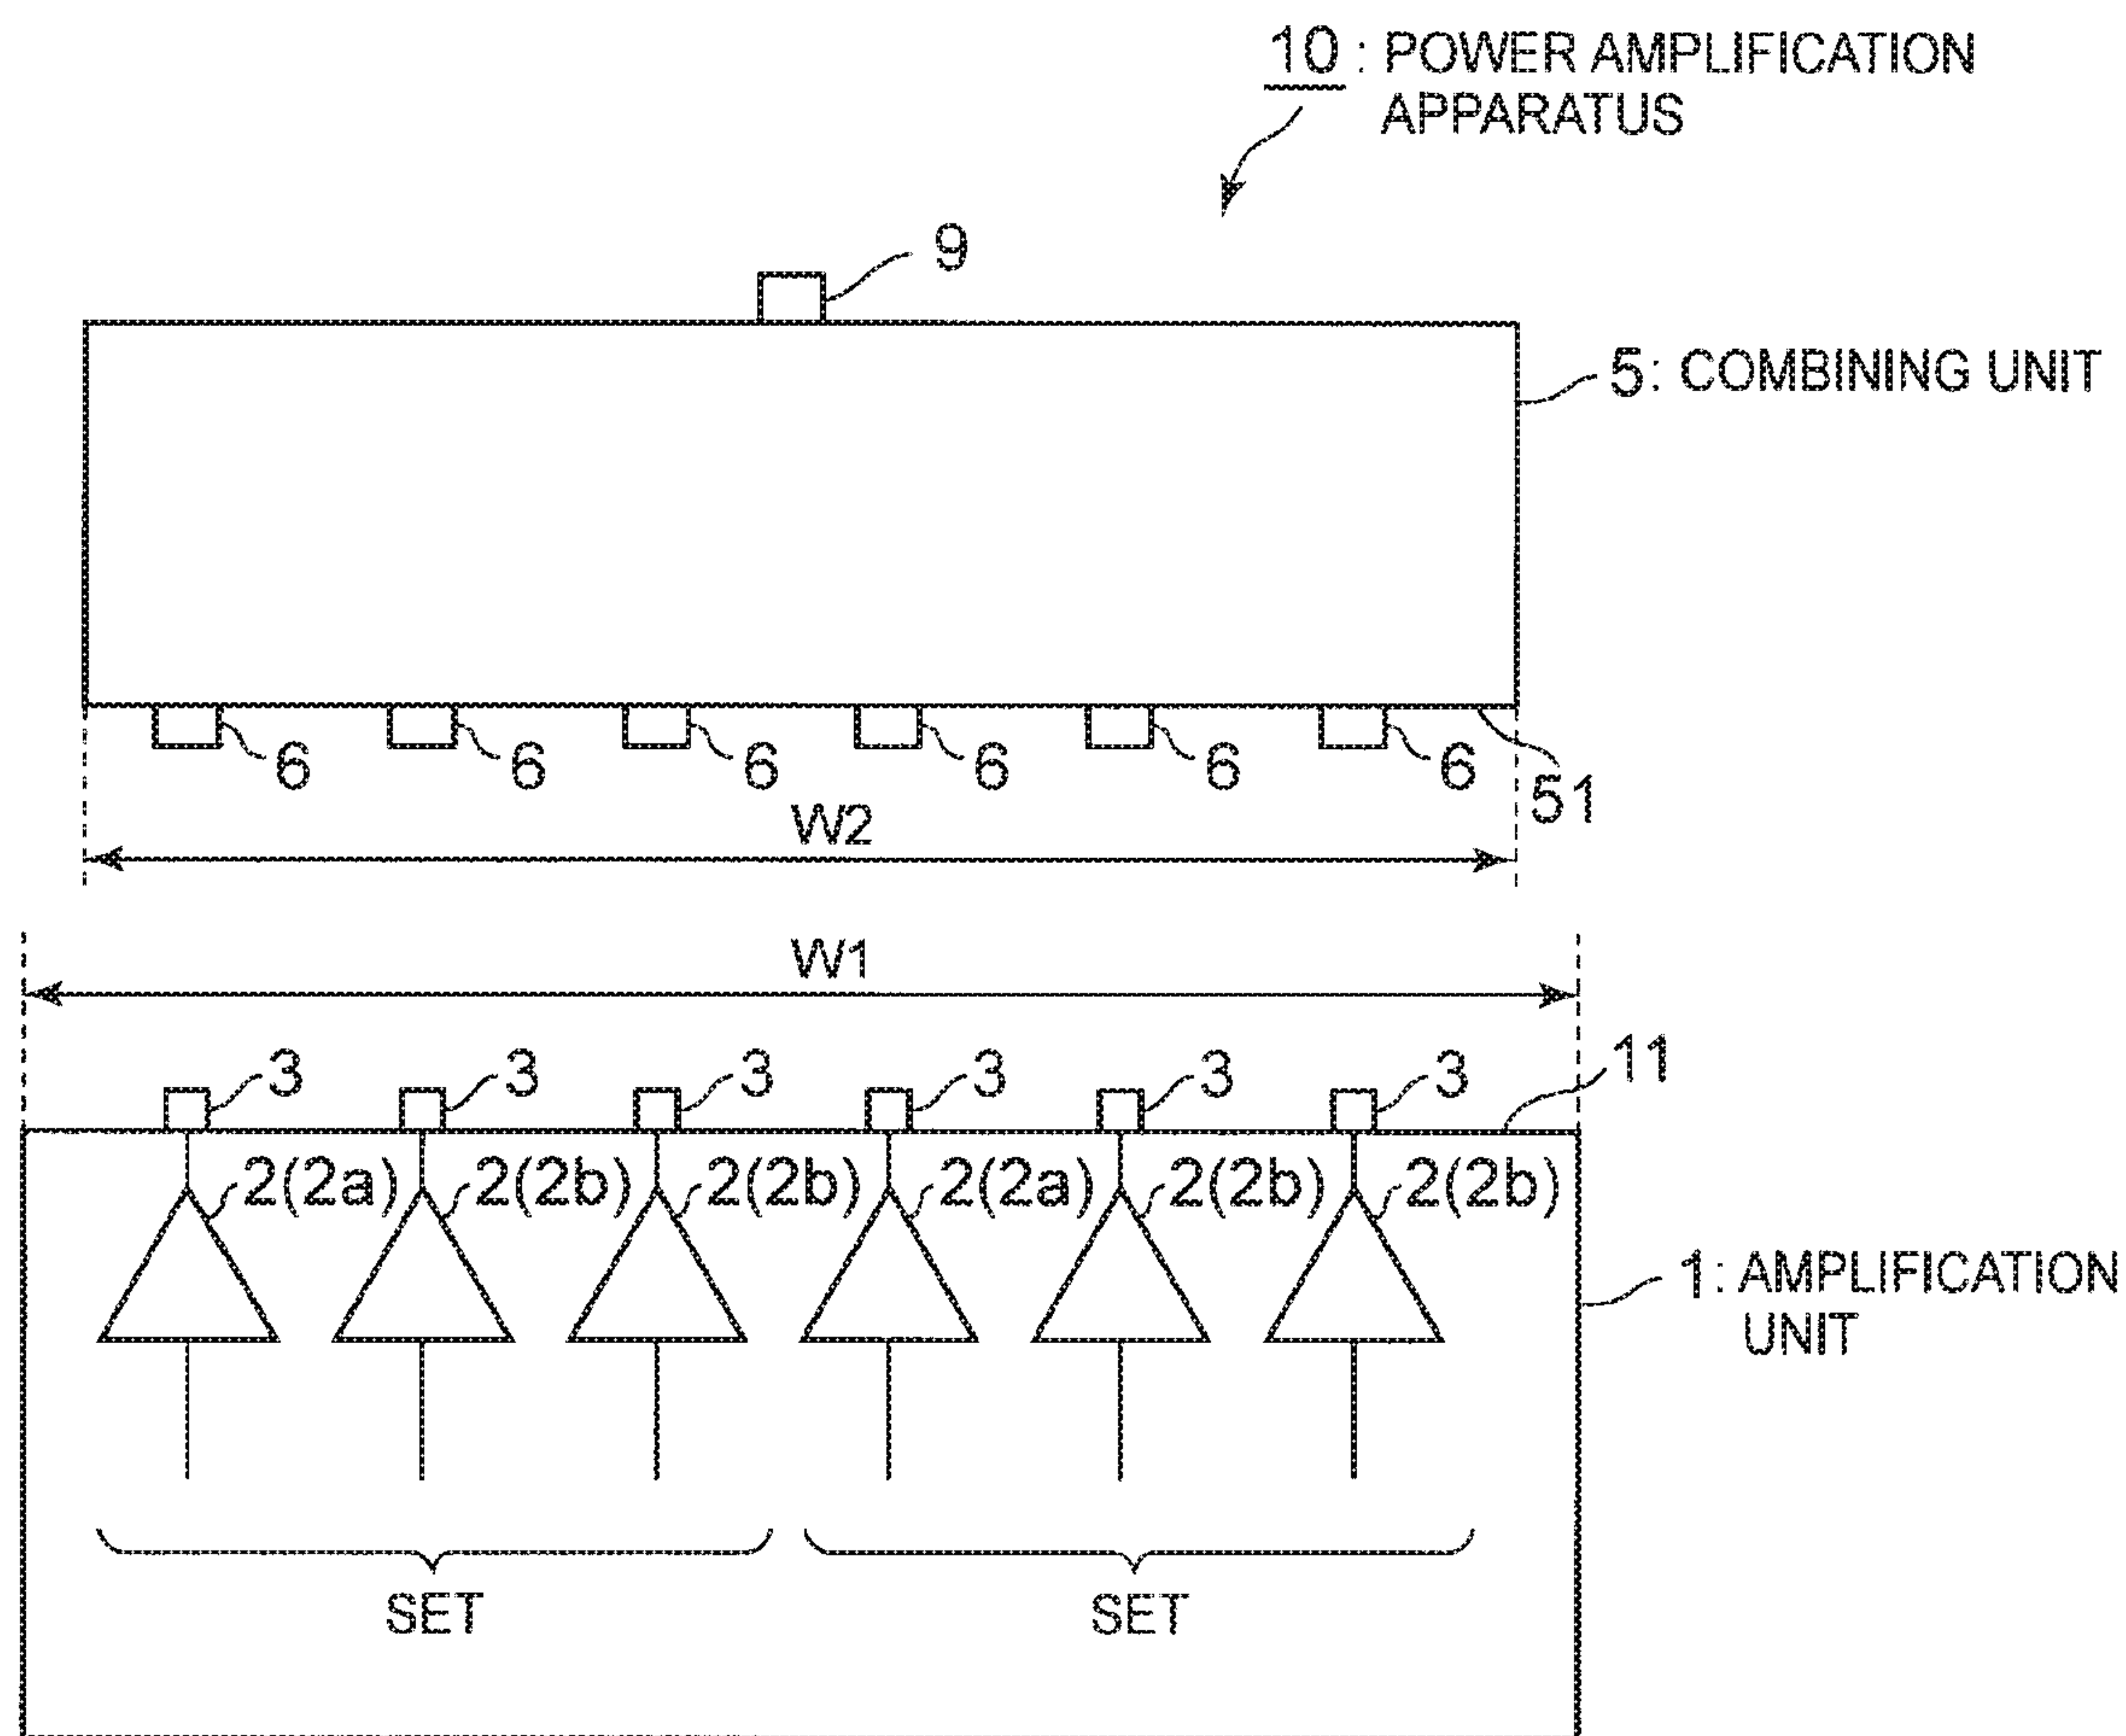 10 : POWER AMPLIFICATION
APPARATUS
9
5: COMBINING UNIT
6 6 6 6 6 6
51
W2
W1
3 3 3 3 3 3
11
2(2a) 2(2b) 2(2b) 2(2a) 2(2b) 2(2b)
1: AMPLIFICATION
UNIT
SET SET